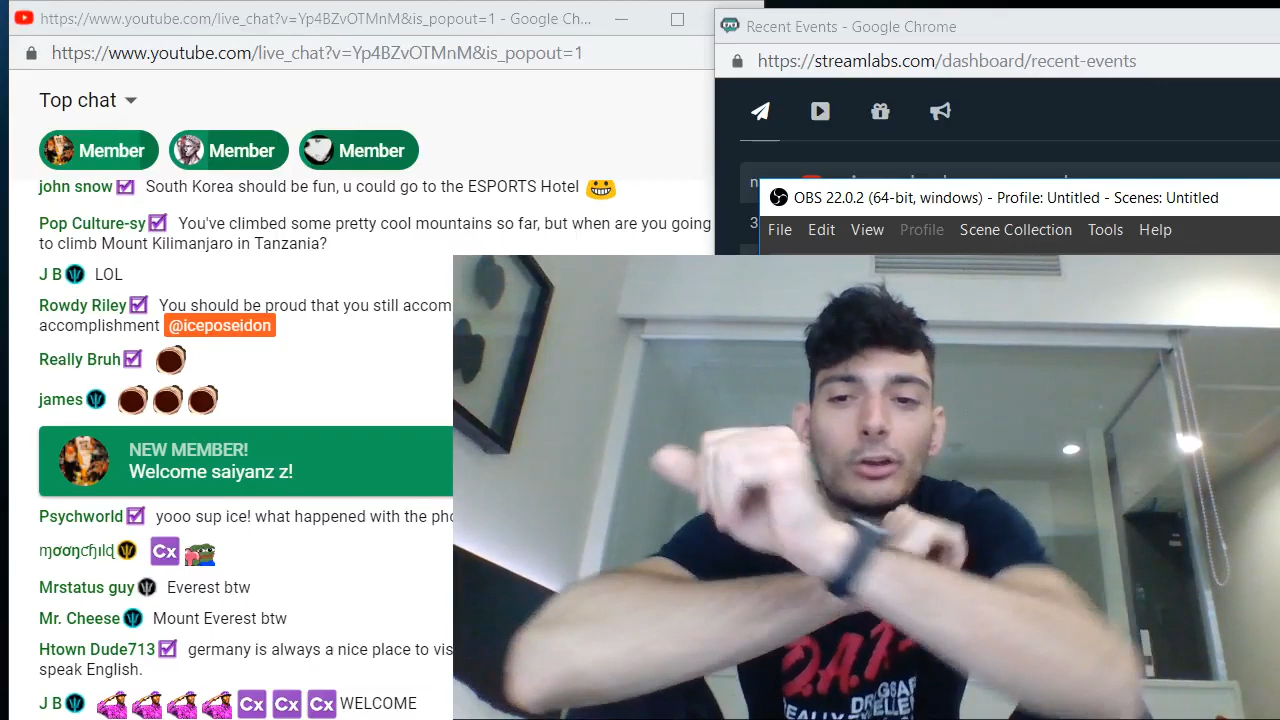 https://www.youtube.com/live_chat?v=Yp4BZvOTMnM&is_popout=1 - Google Ch...
https://www.youtube.com/live_chat?v=Yp4BZvOTMnM&is_popout=1
Top chat
Member Member Member
john snow South Korea should be fun, u could go to the ESPORTS Hotel
Pop Culture-sy You've climbed some pretty cool mountains so far, but when are you going
to climb Mount Kilimanjaro in Tanzania?
J B LOL
Rowdy Riley You should be proud that you still accom
accomplishment @iceposeidon
Really Bruh
james
NEW MEMBER!
Welcome saiyanz z!
Psychworld yooo sup ice! what happened with the pho
Cx
Mrstatus guy Everest btw
Mr. Cheese Mount Everest btw
Htown Dude713 germany is always a nice place to vis
speak English.
J B Cx Cx Cx WELCOME
Recent Events - Google Chrome
https://streamlabs.com/dashboard/recent-events
OBS 22.0.2 (64-bit, windows) - Profile: Untitled - Scenes: Untitled
File Edit View Profile Scene Collection Tools Help
D.A.R.